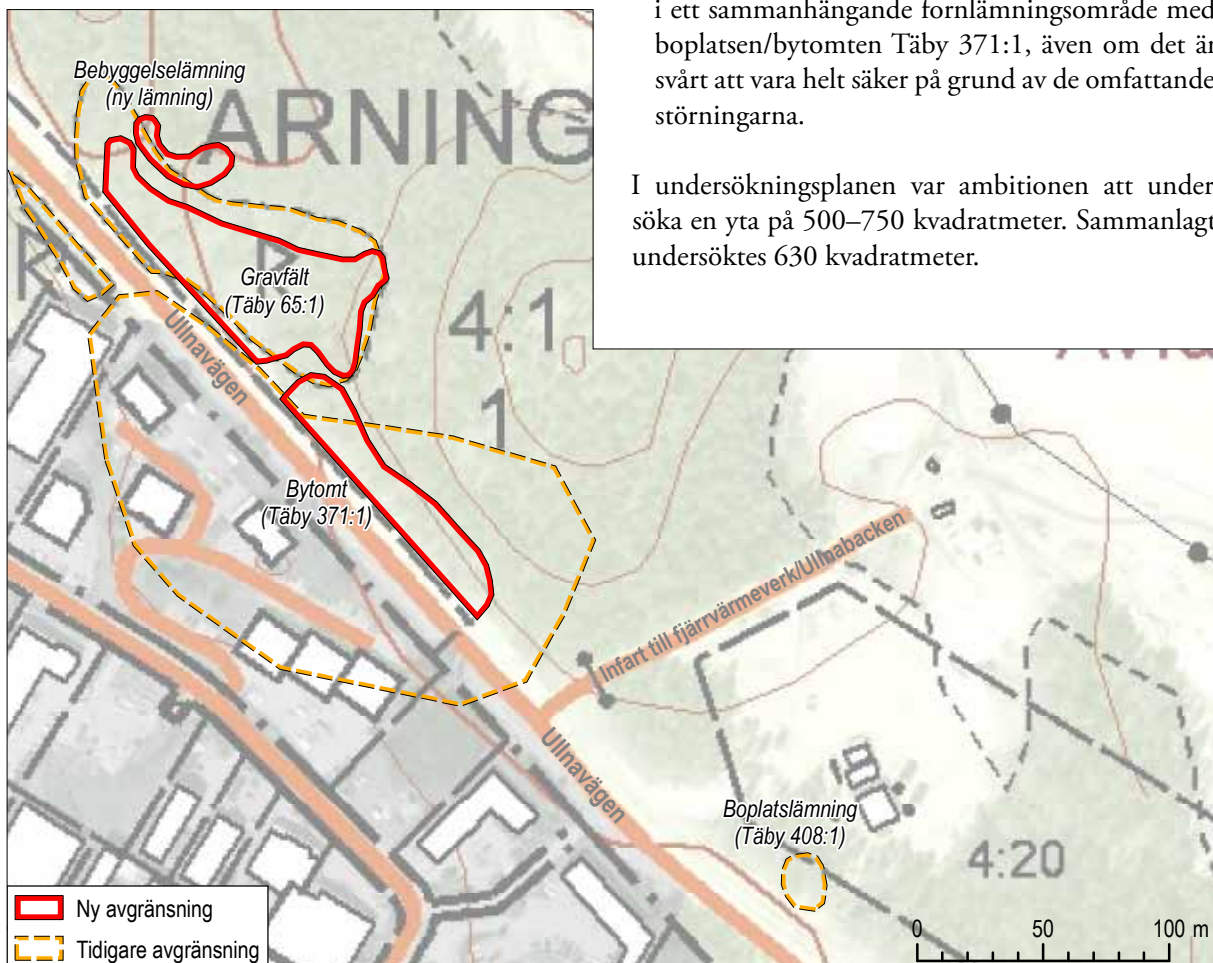 i ett sammanhängande fornlämningsområde med
boplatsen/bytomten Täby 371:1, även om det är
svårt att vara helt säker på grund av de omfattande
störningarna.
I undersökningsplanen var ambitionen att under
söka en yta på 500–750 kvadratmeter. Sammanlagt
undersöktes 630 kvadratmeter.
Bebyggelselämning
(ny lämning)
ARNING
R
Gravfält
(Täby 65:1)
4:1
1
Ullnavägen
Bytomt
(Täby 371:1)
Infart till fjärrvärmeverk/Ullnabacken
Ullnavägen
Boplatslämning
(Täby 408:1)
4:20
Ny avgränsning
Tidigare avgränsning
0 50 100 m